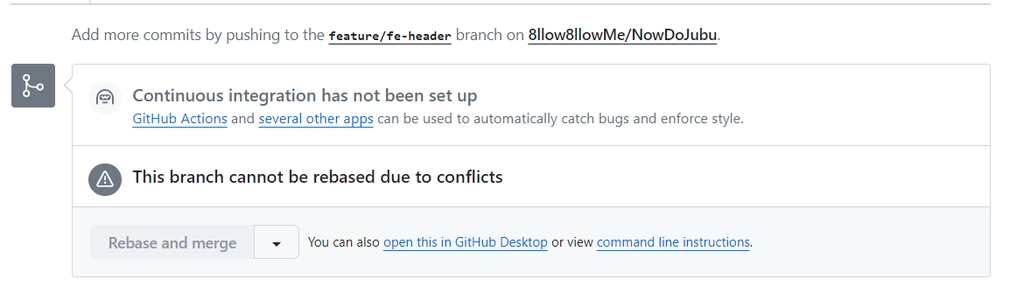 Add more commits by pushing to the feature/fe-header branch on 8llow8llowMe/NowDoJubu.
Continuous integration has not been set up
GitHub Actions and several other apps can be used to automatically catch bugs and enforce style.
This branch cannot be rebased due to conflicts
Rebase and merge
You can also open this in GitHub Desktop or view command line instructions.